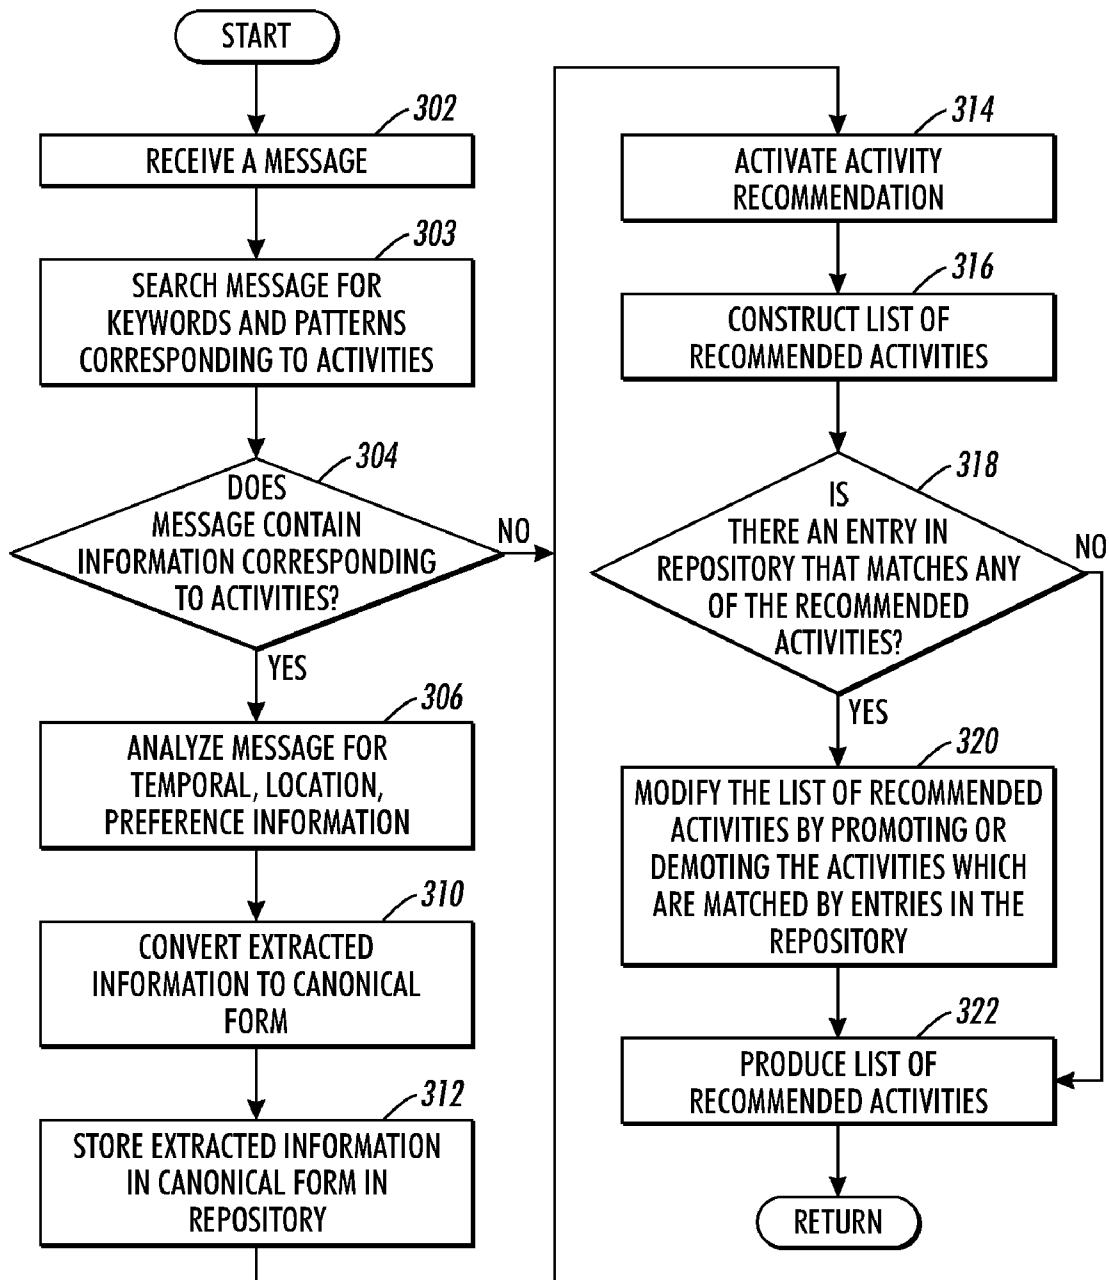 START
302
RECEIVE A MESSAGE
303
SEARCH MESSAGE FOR
KEYWORDS AND PATTERNS
CORRESPONDING TO ACTIVITIES
304
DOES
MESSAGE CONTAIN
INFORMATION CORRESPONDING
TO ACTIVITIES?
NO
YES
306
ANALYZE MESSAGE FOR
TEMPORAL, LOCATION,
PREFERENCE INFORMATION
310
CONVERT EXTRACTED
INFORMATION TO CANONICAL
FORM
312
STORE EXTRACTED INFORMATION
IN CANONICAL FORM IN
REPOSITORY
314
ACTIVATE ACTIVITY
RECOMMENDATION
316
CONSTRUCT LIST OF
RECOMMENDED ACTIVITIES
318
IS
THERE AN ENTRY IN
REPOSITORY THAT MATCHES ANY
OF THE RECOMMENDED
ACTIVITIES?
NO
YES
320
MODIFY THE LIST OF RECOMMENDED
ACTIVITIES BY PROMOTING OR
DEMOTING THE ACTIVITIES WHICH
ARE MATCHED BY ENTRIES IN THE
REPOSITORY
322
PRODUCE LIST OF
RECOMMENDED ACTIVITIES
RETURN